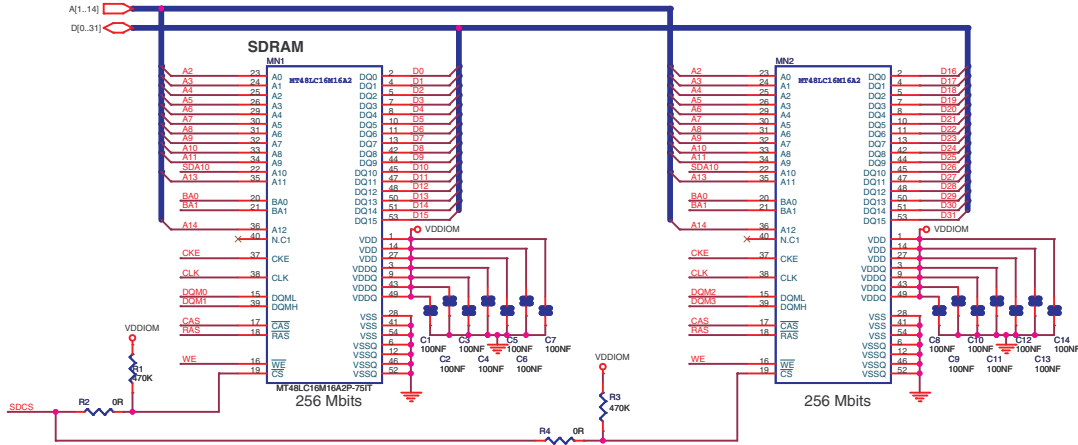 A[1..14]
D[0..31]
SDRAM
MN1
MT48LC16M16A2
A2 23 A0 DQ0 2 D0
A3 24 A1 DQ1 4 D1
A4 25 A2 DQ2 5 D2
A5 26 A3 DQ3 7 D3
A6 29 A4 DQ4 8 D4
A7 30 A5 DQ5 10 D5
A8 31 A6 DQ6 11 D6
A9 32 A7 DQ7 13 D7
A10 33 A8 DQ8 42 D8
A11 34 A9 DQ9 44 D9
SDA10 22 A10 DQ10 45 D10
A13 35 A11 DQ11 47 D11
DQ12 48 D12
BA0 20 BA0 DQ13 50 D13
BA1 21 BA1 DQ14 51 D14
DQ15 53 D15
A14 36 A12
40 N.C1
VDDIOM
VDD 1
VDD 14
CKE 37 CKE VDD 27
VDDQ 3
CLK 38 CLK VDDQ 9
VDDQ 43
DQM0 15 DQML VDDQ 49
DQM1 39 DQMH
VSS 28
CAS 17 CAS VSS 41
RAS 18 RAS VSS 54
VSSQ 6
VSSQ 12
WE 16 WE VSSQ 46
19 CS VSSQ 52
C1 C3 C5 C7
100NF 100NF 100NF 100NF
C2 C4 C6
100NF 100NF 100NF
MT48LC16M16A2P-75IT
256 Mbits
VDDIOM
R1
470K
SDCS
R2 0R
MN2
MT48LC16M16A2
A2 23 A0 DQ0 2 D16
A3 24 A1 DQ1 4 D17
A4 25 A2 DQ2 5 D18
A5 26 A3 DQ3 7 D19
A6 29 A4 DQ4 8 D20
A7 30 A5 DQ5 10 D21
A8 31 A6 DQ6 11 D22
A9 32 A7 DQ7 13 D23
A10 33 A8 DQ8 42 D24
A11 34 A9 DQ9 44 D25
SDA10 22 A10 DQ10 45 D26
A13 35 A11 DQ11 47 D27
DQ12 48 D28
BA0 20 BA0 DQ13 50 D29
BA1 21 BA1 DQ14 51 D30
DQ15 53 D31
A14 36 A12
40 N.C1
VDDIOM
VDD 1
VDD 14
CKE 37 CKE VDD 27
VDDQ 3
CLK 38 CLK VDDQ 9
VDDQ 43
DQM2 15 DQML VDDQ 49
DQM3 39 DQMH
VSS 28
CAS 17 CAS VSS 41
RAS 18 RAS VSS 54
VSSQ 6
VSSQ 12
WE 16 WE VSSQ 46
19 CS VSSQ 52
C8 C10 C12 C14
100NF 100NF 100NF 100NF
C9 C11 C13
100NF 100NF 100NF
256 Mbits
VDDIOM
R3
470K
R4 0R